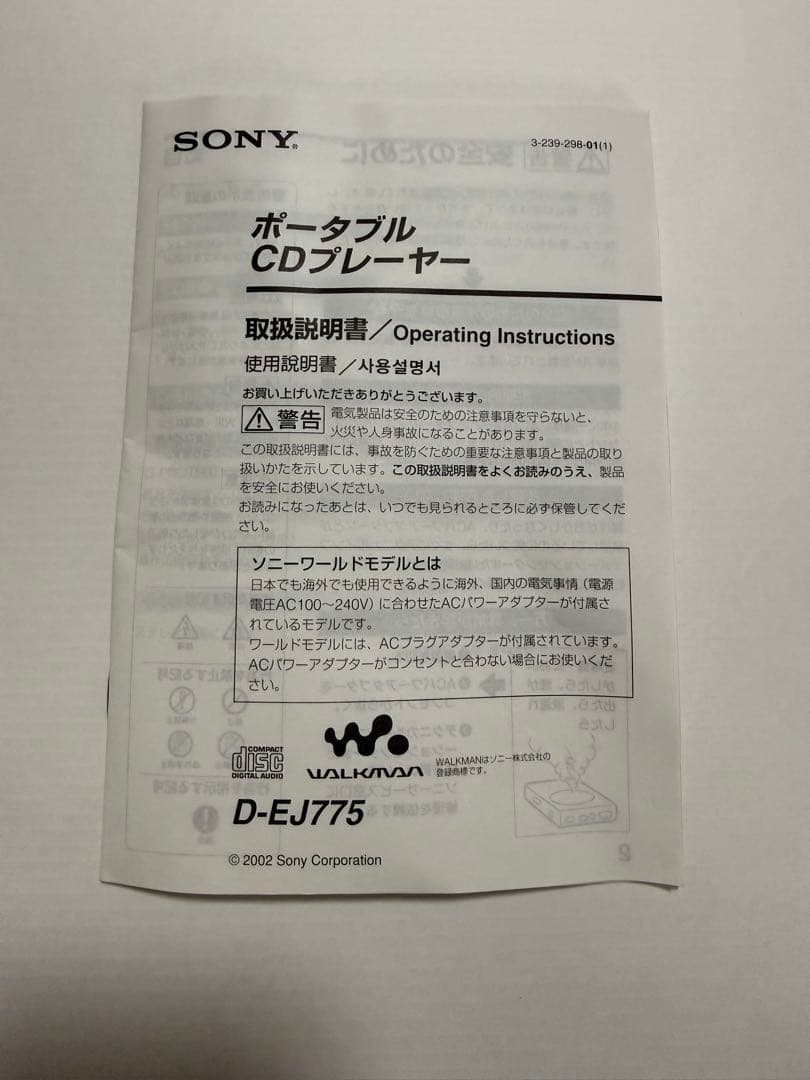 SONY®
3-239-298-01(1)
ポータブル
CDプレーヤー
取扱説明書／Operating Instructions
使用說明書／사용설명서
お買い上げいただきありがとうございます。
警告
電気製品は安全のための注意事項を守らないと、
火災や人身事故になることがあります。
この取扱説明書には、事故を防ぐための重要な注意事項と製品の取り
扱いかたを示しています。この取扱説明書をよくお読みのうえ、製品
を安全にお使いください。
お読みになったあとは、いつでも見られるところに必ず保管してくだ
さい。
ソニーワールドモデルとは
日本でも海外でも使用できるように海外、国内の電気事情（電源
電圧AC100～240V）に合わせたACパワーアダプターが付属さ
れているモデルです。
ワールドモデルには、ACプラグアダプターが付属されています。
ACパワーアダプターがコンセントと合わない場合にお使いくだ
さい。
COMPACT
disc
DIGITAL AUDIO
WALKMAN
WALKMANはソニー株式会社の
登録商標です。
D-EJ775
© 2002 Sony Corporation